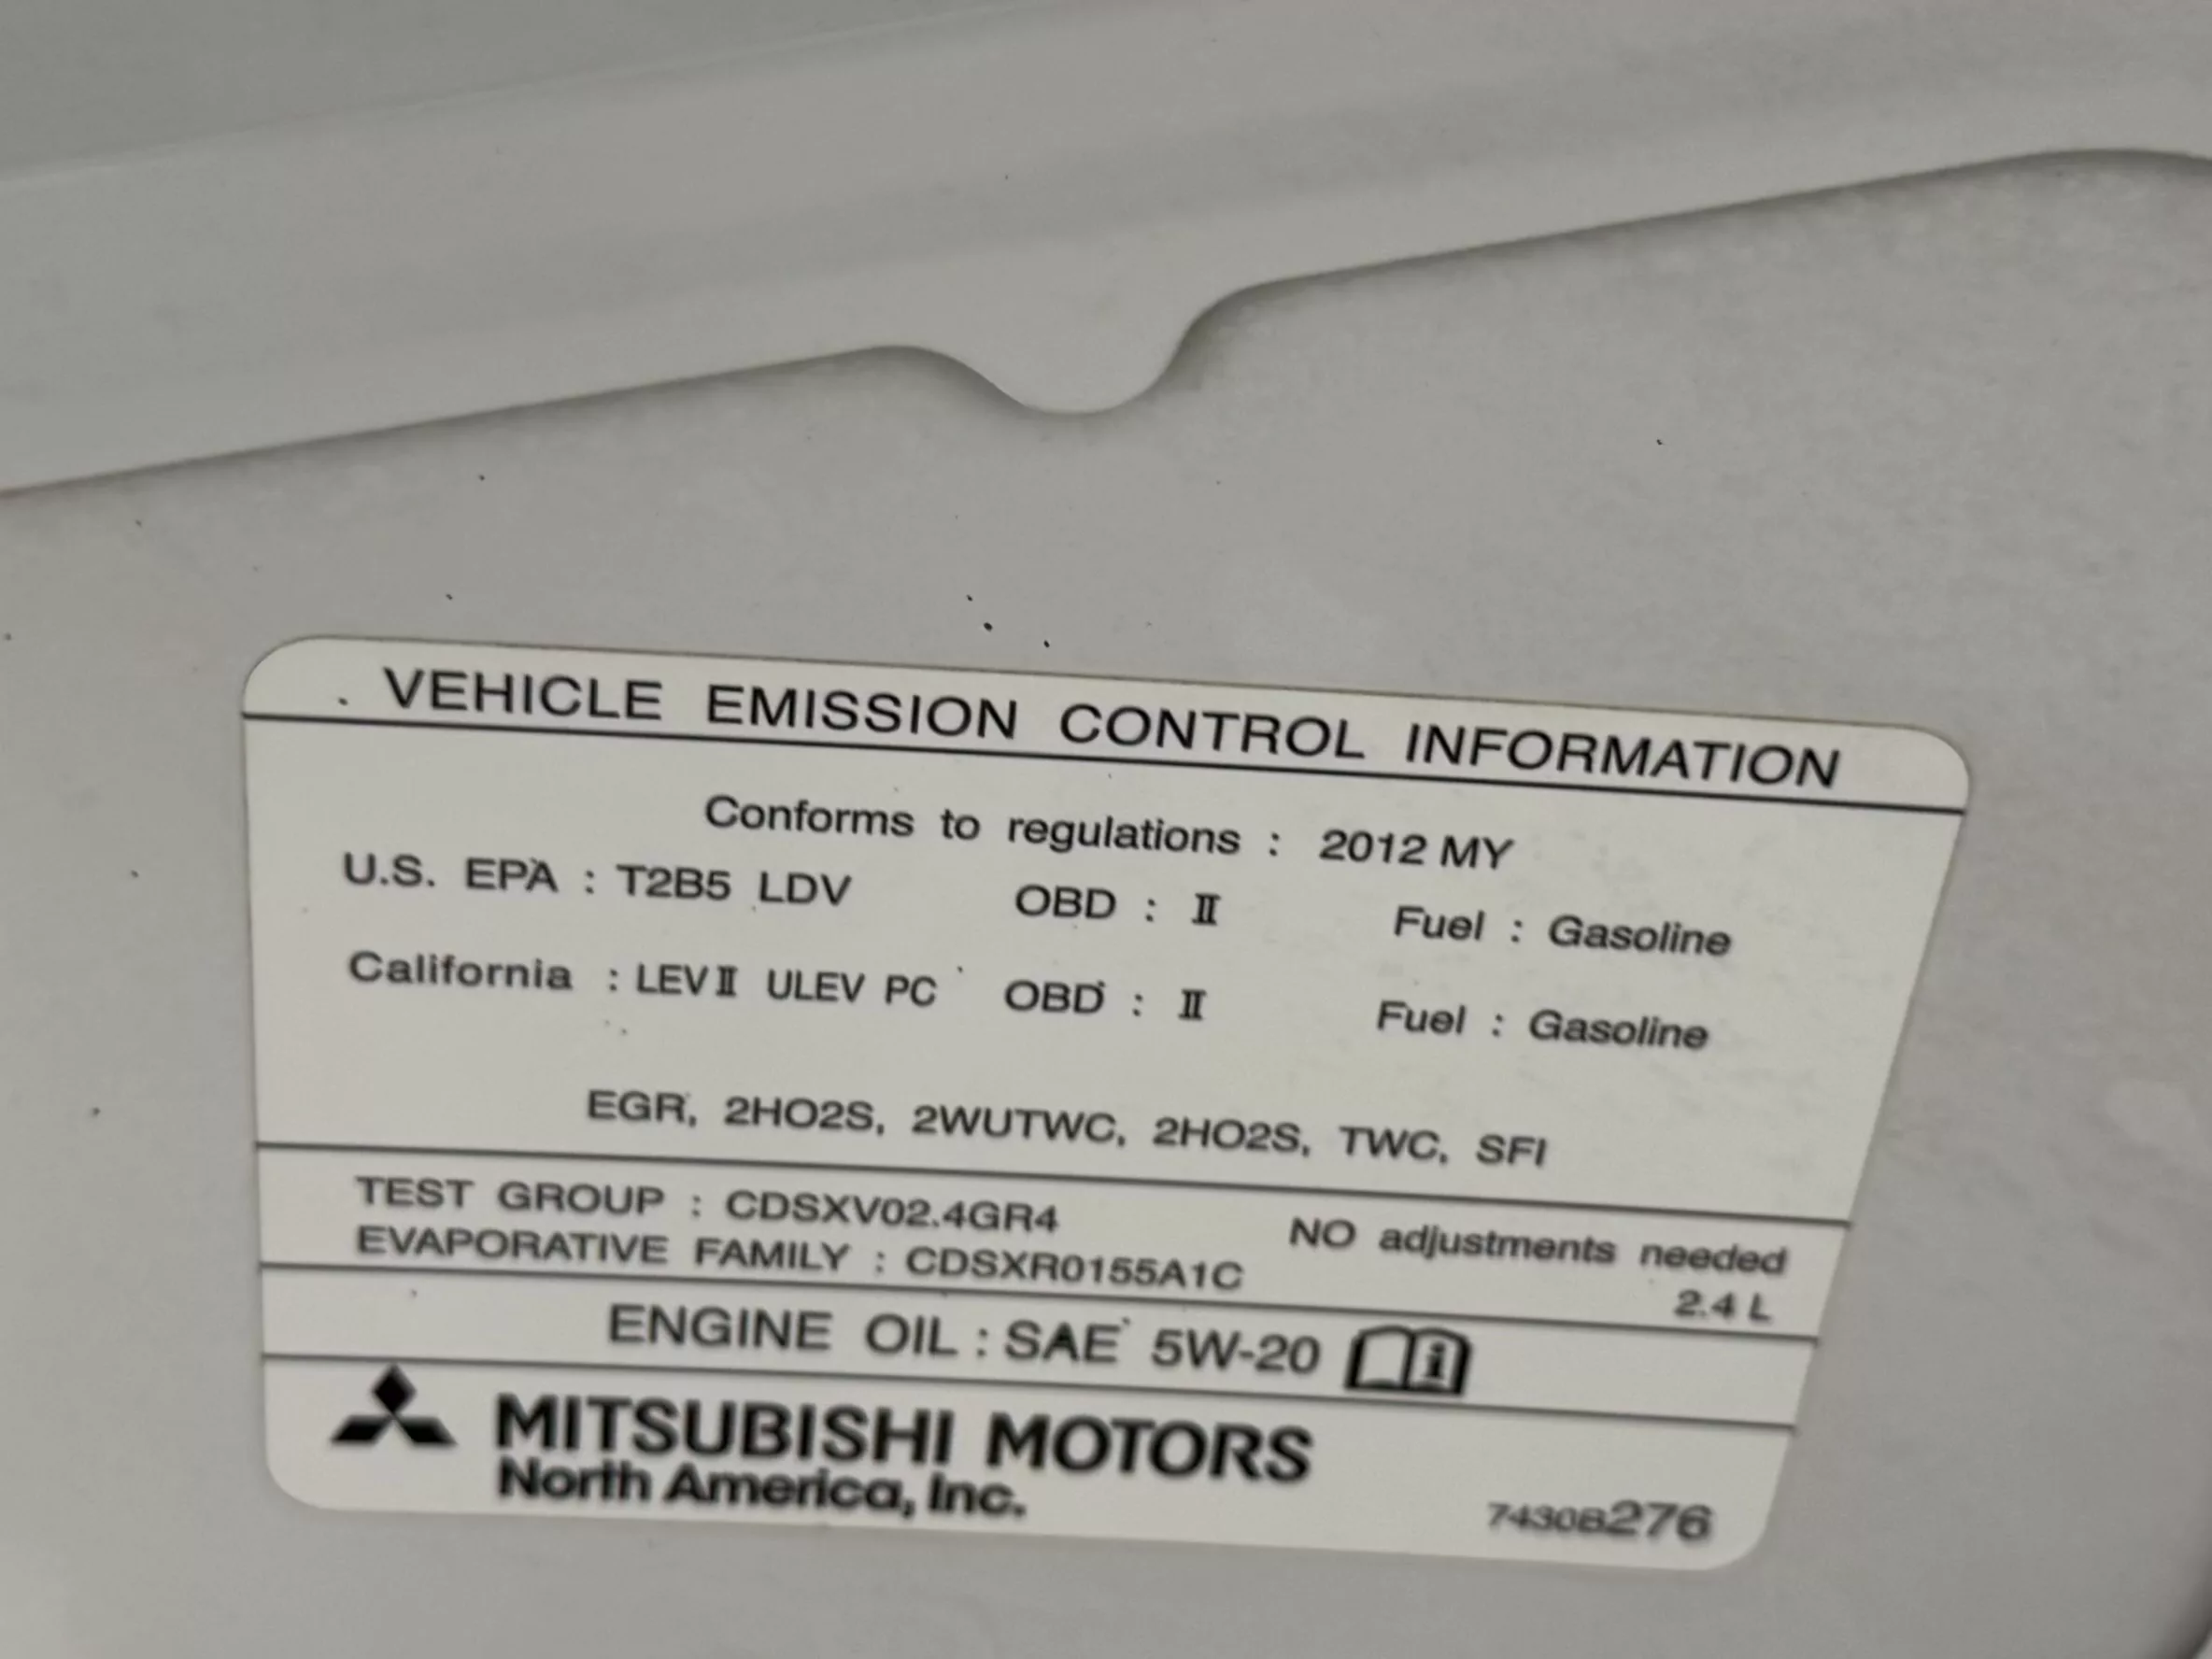 VEHICLE EMISSION CONTROL INFORMATION
Conforms to regulations : 2012 MY
U.S. EPA : T2B5 LDV OBD : II Fuel : Gasoline
California : LEV II ULEV PC OBD : II Fuel : Gasoline
EGR, 2HO2S, 2WUTWC, 2HO2S, TWC, SFI
TEST GROUP : CDSXV02.4GR4 NO adjustments needed
EVAPORATIVE FAMILY : CDSXR0155A1C 2.4 L
ENGINE OIL : SAE 5W-20
MITSUBISHI MOTORS
North America, Inc.
7430B276